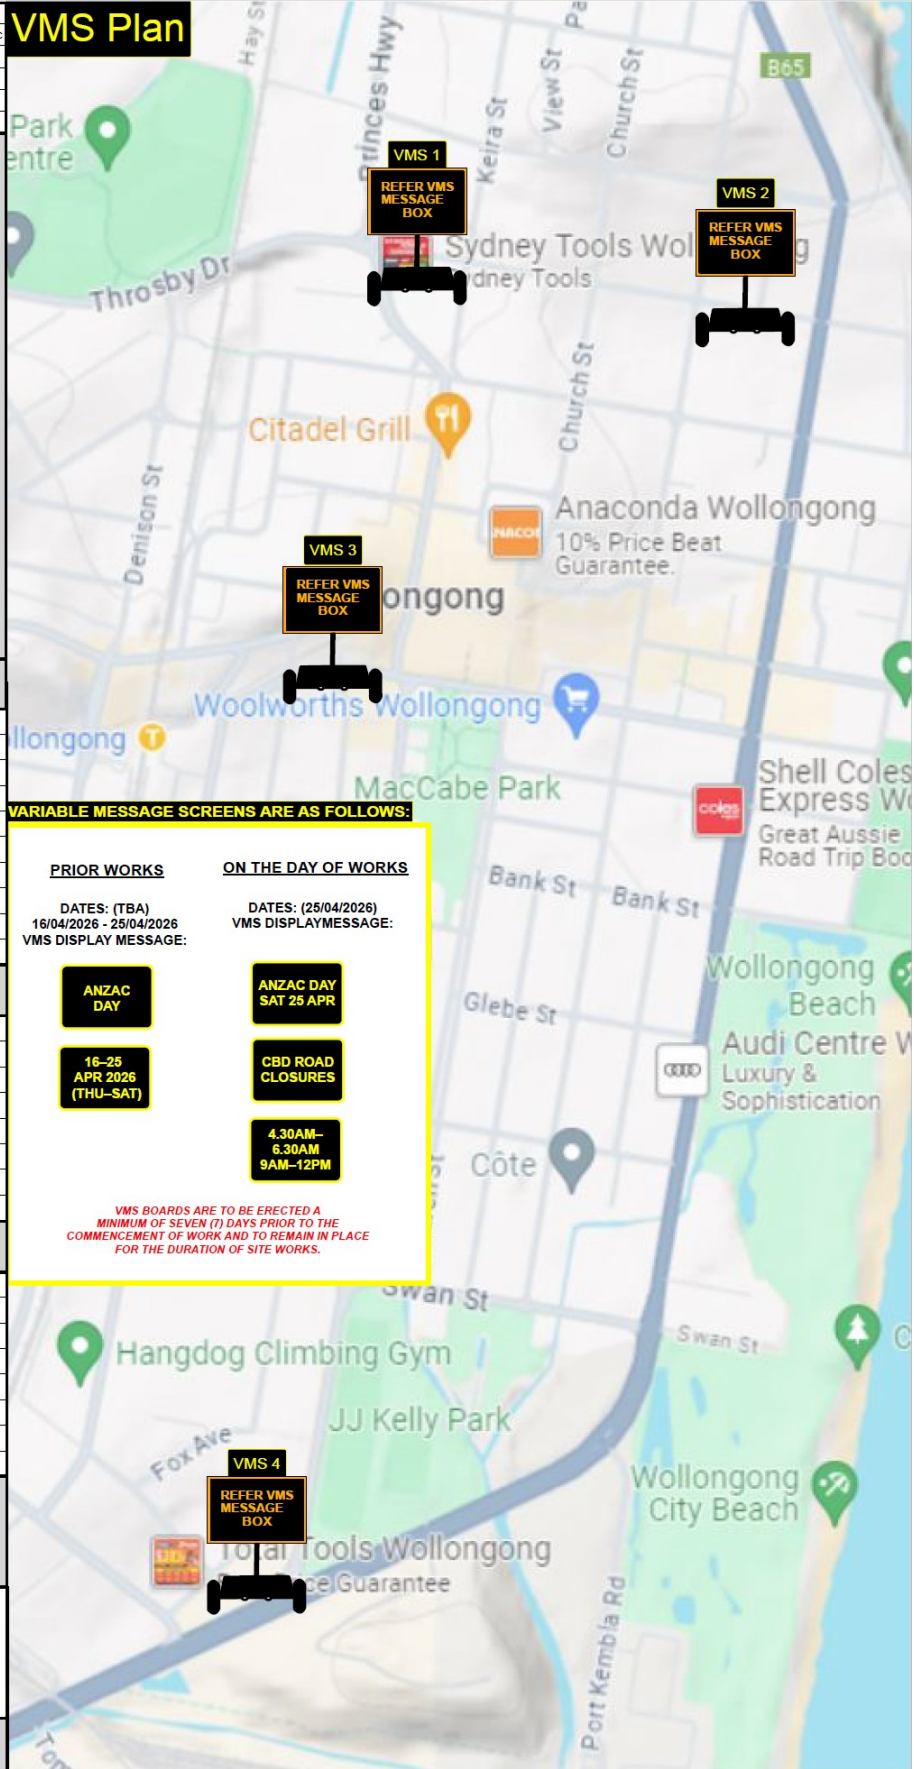 VMS Plan
Hay St
Princes Hwy
Keira St
View St
Pa
Church St
B65
Park
entre
VMS 1
REFER VMS
MESSAGE
BOX
VMS 2
REFER VMS
MESSAGE
BOX
Sydney Tools Wol
g
ydney Tools
Throsby Dr
Church St
Citadel Grill
Denison St
Anaconda Wollongong
10% Price Beat
Guarantee.
NACON
VMS 3
REFER VMS
MESSAGE
BOX
ongong
Woolworths Wollongong
llongong
T
MacCabe Park
Shell Coles
Express Wo
Great Aussie
Road Trip Boo
coles
VARIABLE MESSAGE SCREENS ARE AS FOLLOWS:
PRIOR WORKS
DATES: (TBA)
16/04/2026 - 25/04/2026
VMS DISPLAY MESSAGE:
ANZAC
DAY
16–25
APR 2026
(THU–SAT)
ON THE DAY OF WORKS
DATES: (25/04/2026)
VMS DISPLAYMESSAGE:
ANZAC DAY
SAT 25 APR
CBD ROAD
CLOSURES
4.30AM–
6.30AM
9AM–12PM
VMS BOARDS ARE TO BE ERECTED A
MINIMUM OF SEVEN (7) DAYS PRIOR TO THE
COMMENCEMENT OF WORK AND TO REMAIN IN PLACE
FOR THE DURATION OF SITE WORKS.
Bank St
Bank St
Wollongong
Beach
Glebe St
Audi Centre W
Luxury &
Sophistication
Côte
Swan St
Swan St
Hangdog Climbing Gym
C
JJ Kelly Park
Fox Ave
VMS 4
REFER VMS
MESSAGE
BOX
Wollongong
City Beach
Total Tools Wollongong
ce Guarantee
Port Kembla Rd
Tom